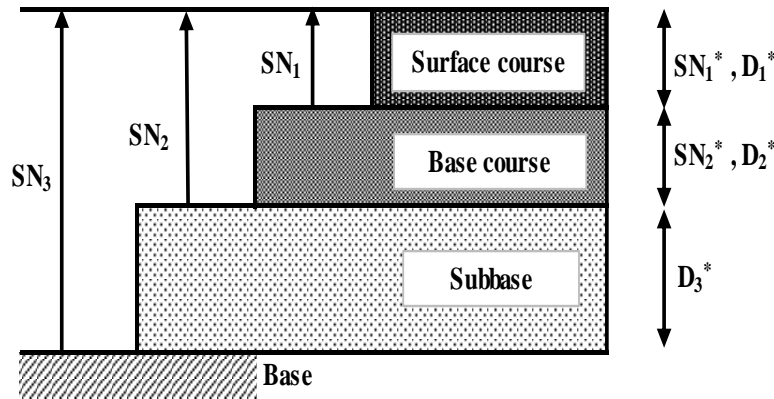 Surface course
SN₁
SN₁* , D₁*
SN₂
Base course
SN₂* , D₂*
SN₃
Subbase
D₃*
Base